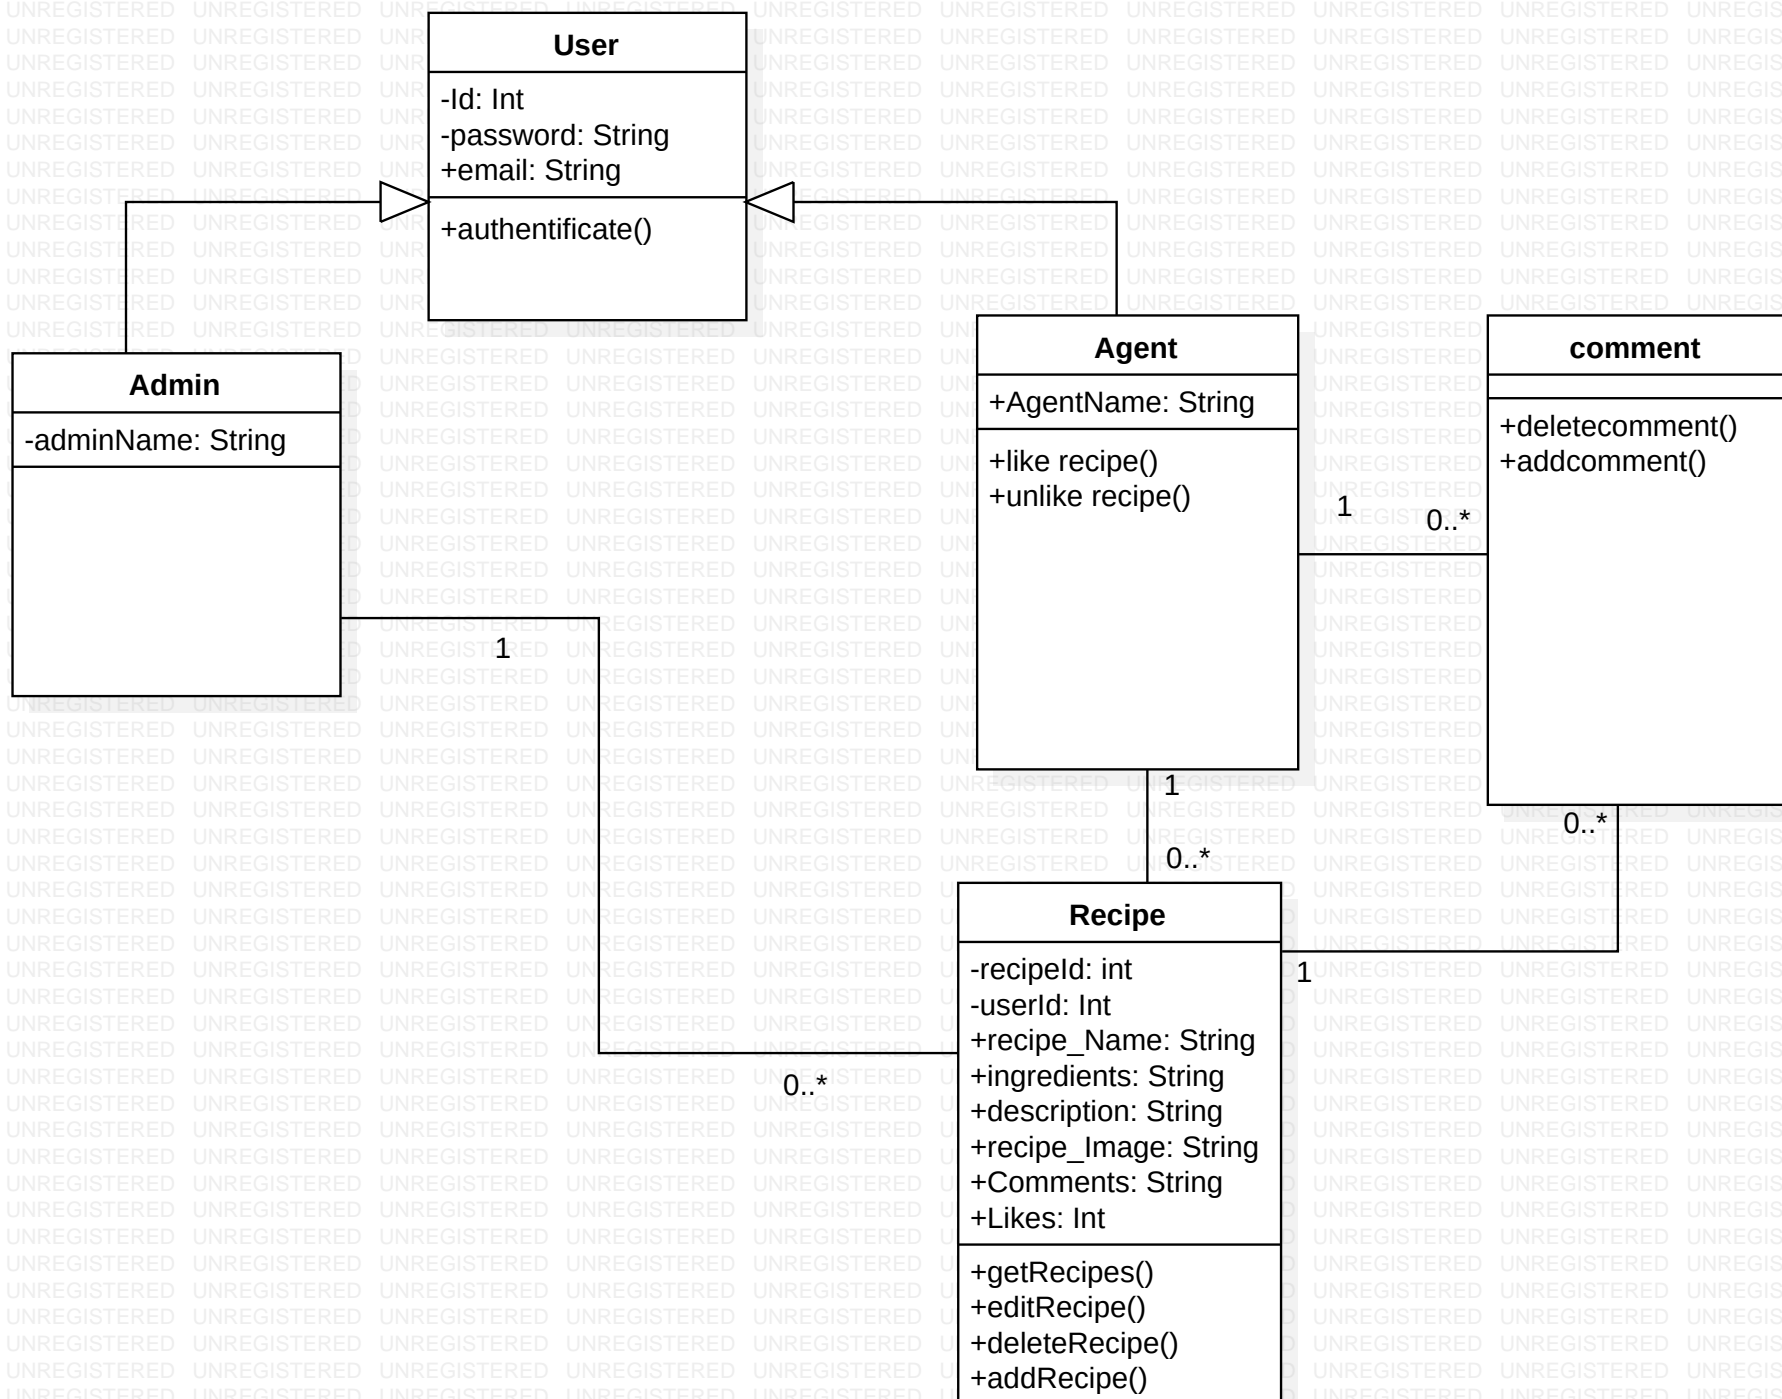 User
-Id: Int
-password: String
+email: String
+authentificate()
Admin
-adminName: String
Agent
+AgentName: String
+like recipe()
+unlike recipe()
comment
+deletecomment()
+addcomment()
1
0..*
1
1
0..*
0..*
1
0..*
Recipe
-recipeId: int
-userId: Int
+recipe_Name: String
+ingredients: String
+description: String
+recipe_Image: String
+Comments: String
+Likes: Int
+getRecipes()
+editRecipe()
+deleteRecipe()
+addRecipe()
UNREGISTERED